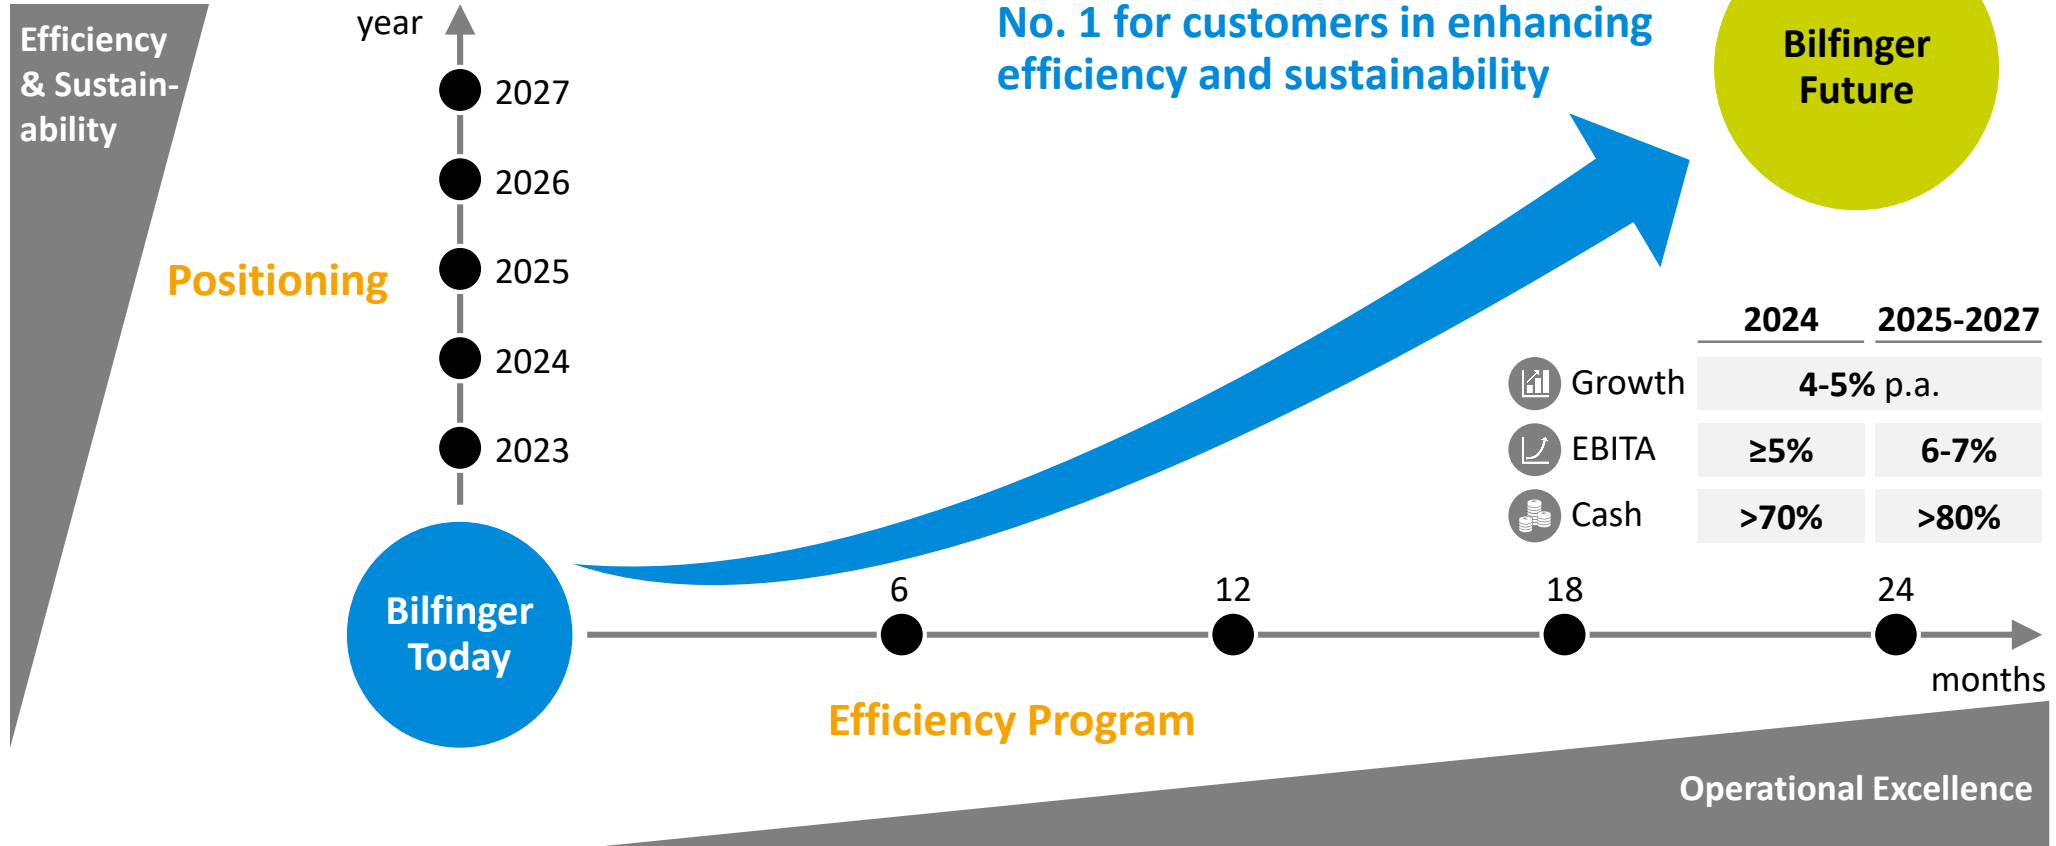 Efficiency
& Sustain-
ability
year
2027
2026
2025
2024
2023
Positioning
No. 1 for customers in enhancing
efficiency and sustainability
Bilfinger
Future
2024 2025-2027
Growth 4-5% p.a.
EBITA ≥5% 6-7%
Cash >70% >80%
Bilfinger
Today
6 12 18 24
months
Efficiency Program
Operational Excellence